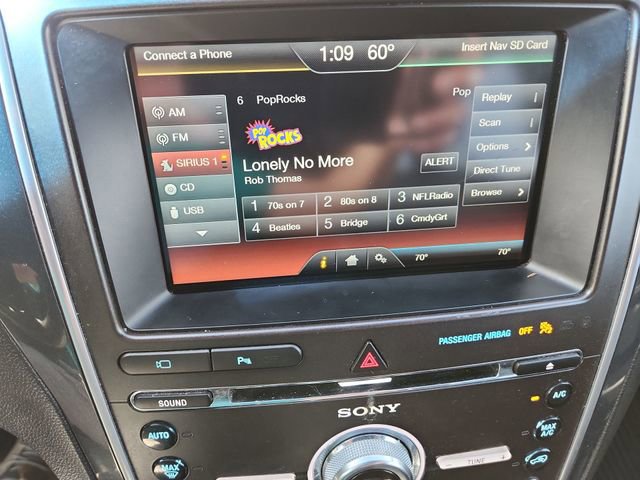 Connect a Phone 1:09 60° Insert Nav SD Card
6 PopRocks Pop
AM
FM
SIRIUS 1
CD
USB
POP ROCKS
Lonely No More
Rob Thomas
ALERT
Replay
Scan
Options
Direct Tune
Browse
1 70s on 7 2 80s on 8 3 NFLRadio
4 Beatles 5 Bridge 6 CmdyGrt
70° 70°
PASSENGER AIRBAG OFF
P
SOUND
SONY
A/C
AUTO
MAX A/C
MAX
TUNE